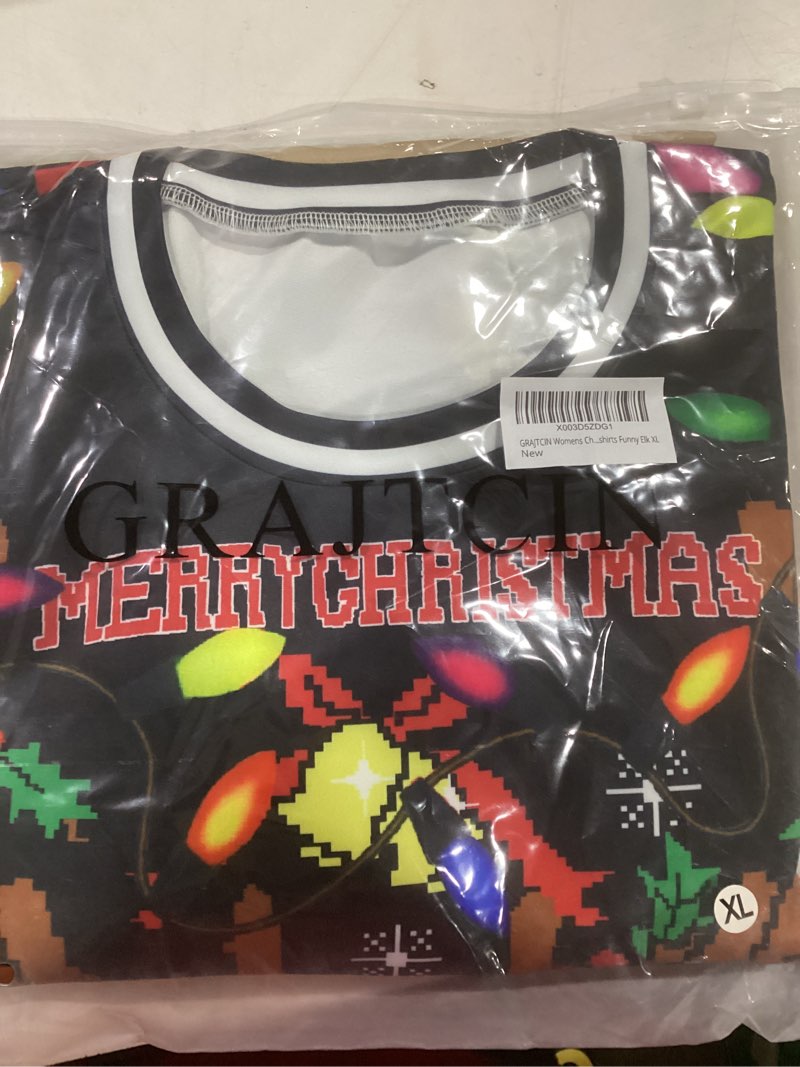 X003D5ZDG1
GRAJTCIN Womens Ch...shirts Funny Elk XL
New
GRAJTCIN
MERRYCHRISTMAS
XL